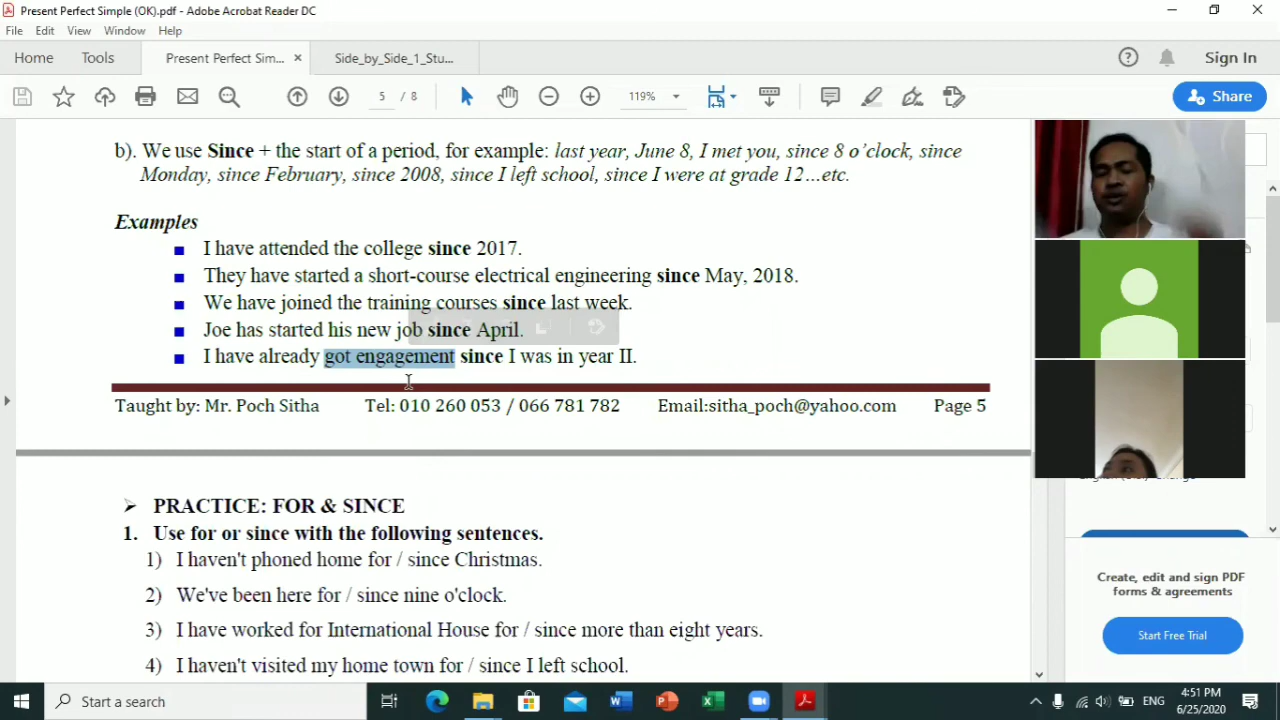 Present Perfect Simple (OK).pdf - Adobe Acrobat Reader DC
File Edit View Window Help
Home Tools Present Perfect Sim... × Side_by_Side_1_Stu... Sign In
5 / 8 119% Share
b). We use Since + the start of a period, for example: last year, June 8, I met you, since 8 o'clock, since
Monday, since February, since 2008, since I left school, since I were at grade 12…etc.
Examples
I have attended the college since 2017.
They have started a short-course electrical engineering since May, 2018.
We have joined the training courses since last week.
Joe has started his new job since April.
I have already got engagement since I was in year II.
Taught by: Mr. Poch Sitha Tel: 010 260 053 / 066 781 782 Email:sitha_poch@yahoo.com Page 5
PRACTICE: FOR & SINCE
1. Use for or since with the following sentences.
1) I haven't phoned home for / since Christmas.
2) We've been here for / since nine o'clock.
3) I have worked for International House for / since more than eight years.
4) I haven't visited my home town for / since I left school.
Create, edit and sign PDF
forms & agreements
Start Free Trial
Start a search
ENG
4:51 PM
6/25/2020